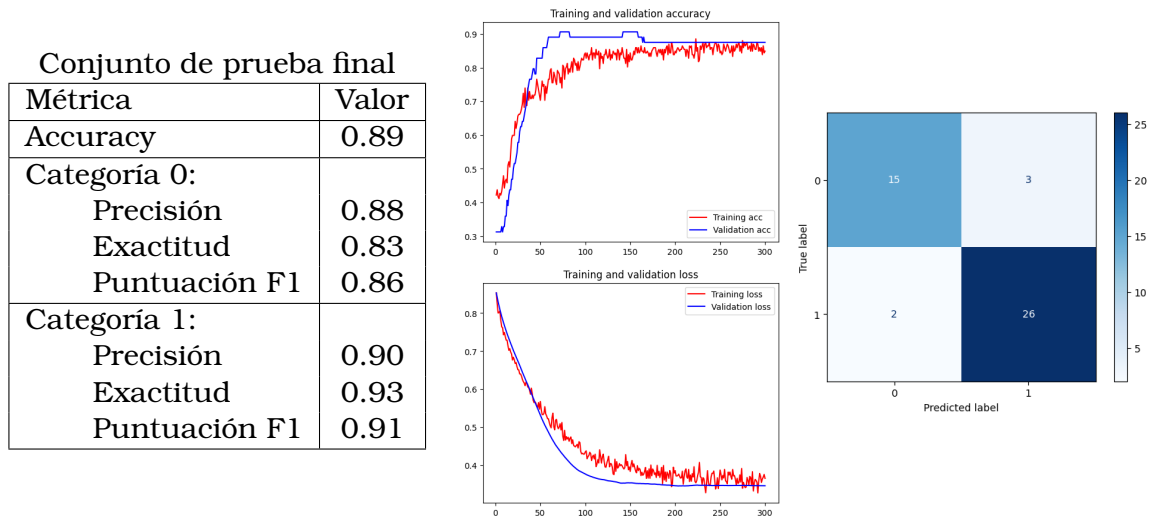 Conjunto de prueba final
Métrica Valor
Accuracy 0.89
Categoría 0:
Precisión 0.88
Exactitud 0.83
Puntuación F1 0.86
Categoría 1:
Precisión 0.90
Exactitud 0.93
Puntuación F1 0.91
Training and validation accuracy
0.9
0.8
0.7
0.6
0.5
0.4
0.3
Training acc
Validation acc
0 50 100 150 200 250 300
Training and validation loss
Training loss
Validation loss
0.8
0.7
0.6
0.5
0.4
0 50 100 150 200 250 300
True label
0 15 3
1 2 26
0 1
Predicted label
25
20
15
10
5